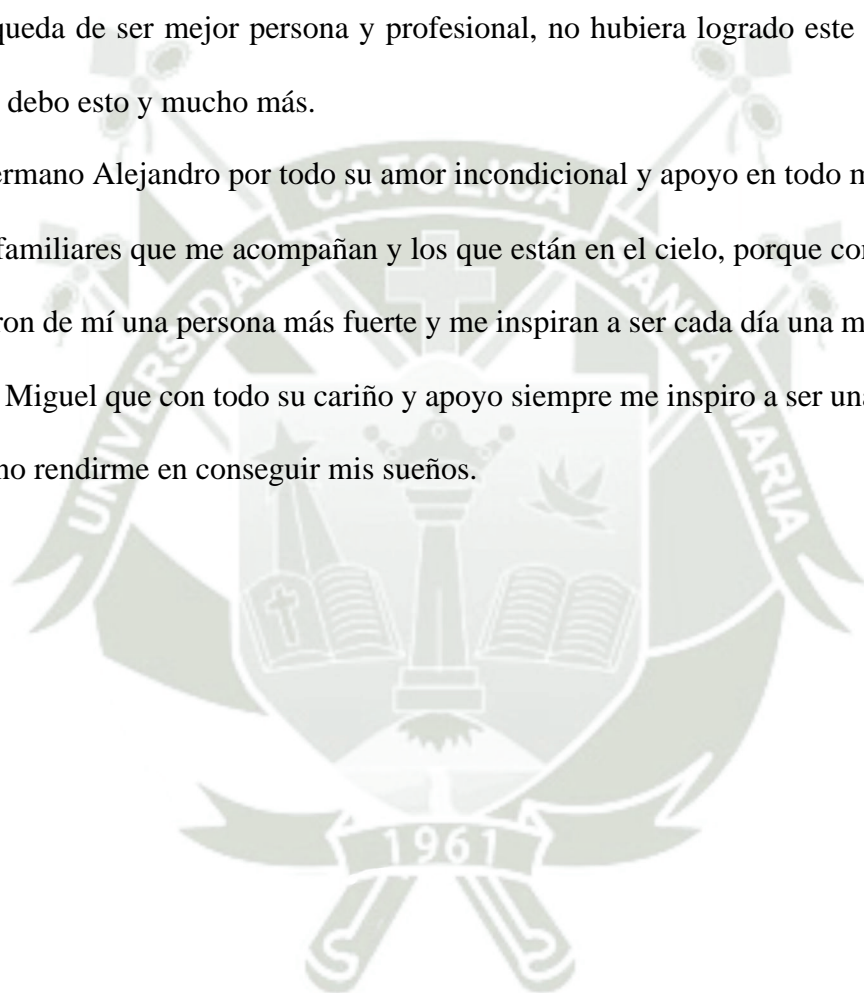 queda de ser mejor persona y profesional, no hubiera logrado este
debo esto y mucho más.
ermano Alejandro por todo su amor incondicional y apoyo en todo m
familiares que me acompañan y los que están en el cielo, porque con
ron de mí una persona más fuerte y me inspiran a ser cada día una m
Miguel que con todo su cariño y apoyo siempre me inspiro a ser una
no rendirme en conseguir mis sueños.
UNIVERSIDAD CATOLICA SANTA MARIA
1961